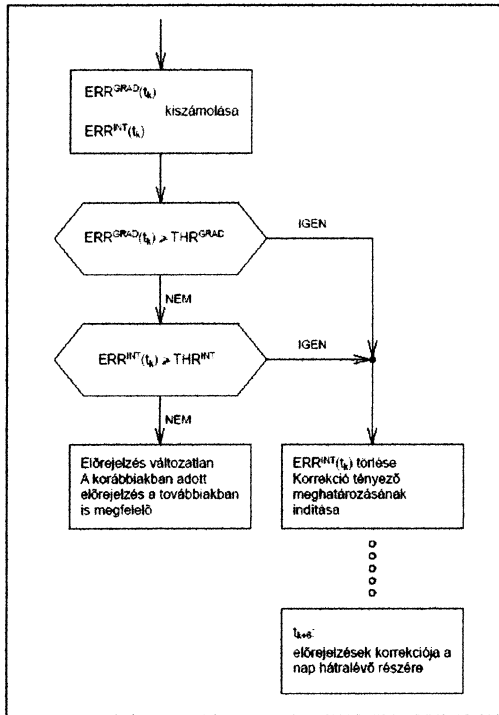 ERR^GRAD(t_k)
kiszámolása
ERR^INT(t_k)
ERR^GRAD(t_k) > THR^GRAD
IGEN
NEM
ERR^INT(t_k) > THR^INT
IGEN
NEM
Előrejelzés változatlan
A korábbiakban adott
előrejelzés a továbbiakban
is megfelelő
ERR^INT(t_k) törlése
Korrekció tényező
meghatározásának
indítása
t_k+6:
előrejelzések korrekciója a
nap hátralévő részére